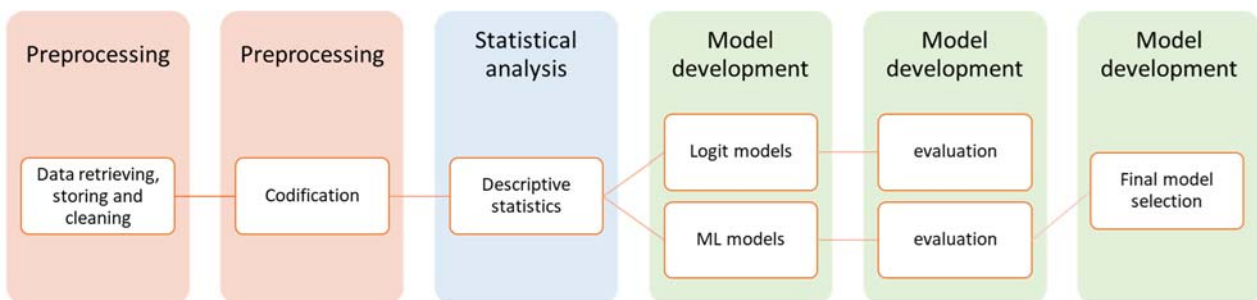 Preprocessing
Data retrieving,
storing and
cleaning
Preprocessing
Codification
Statistical
analysis
Descriptive
statistics
Model
development
Logit models
ML models
Model
development
evaluation
evaluation
Model
development
Final model
selection